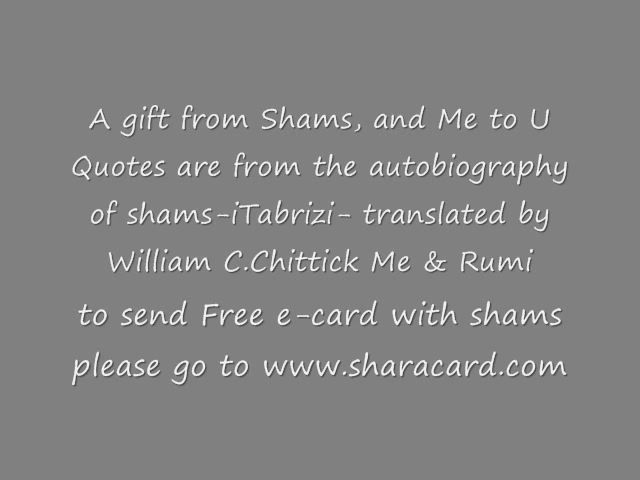 A gift from Shams, and Me to U
Quotes are from the autobiography
of shams-iTabrizi- translated by
William C.Chittick Me & Rumi
to send Free e-card with shams
please go to www.sharacard.com